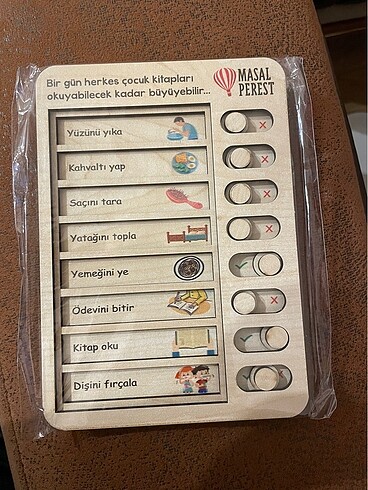 Bir gün herkes çocuk kitapları
okuyabilecek kadar büyüyebilir...
MASAL
PEREST
Yüzünü yıka
Kahvaltı yap
Saçını tara
Yatağını topla
Yemeğini ye
Ödevini bitir
Kitap oku
Dişini fırçala